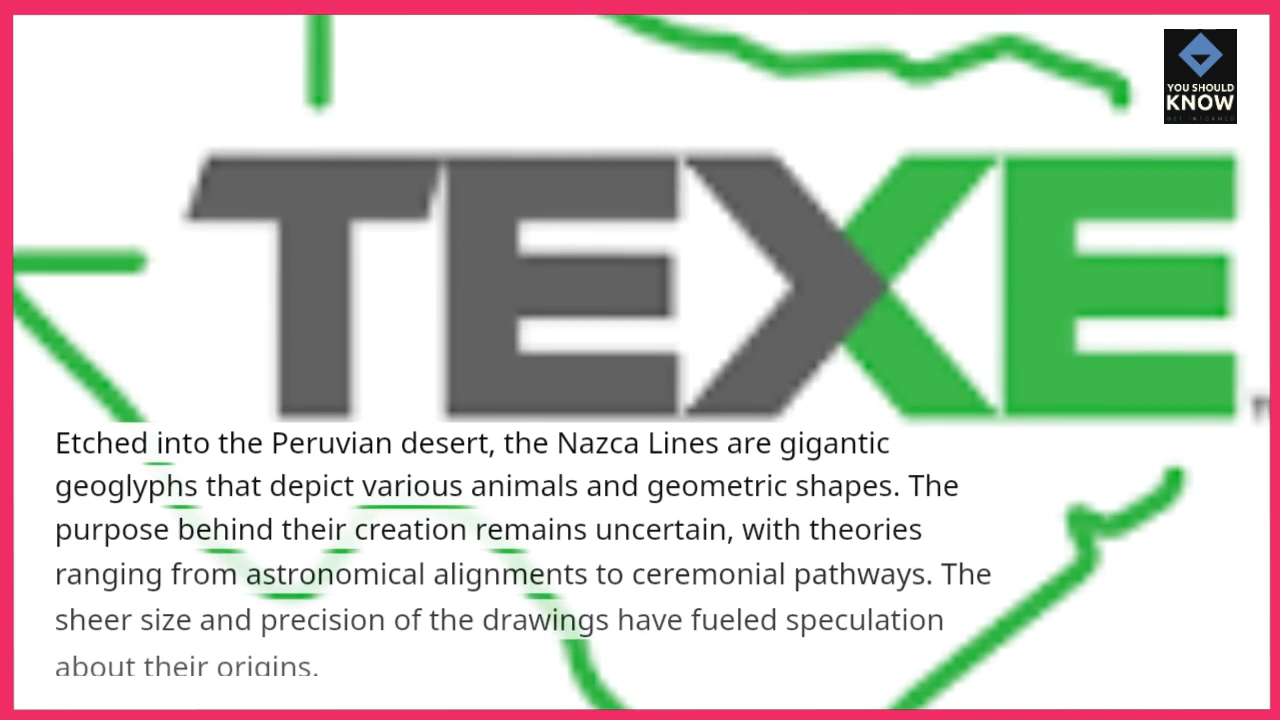 YOU SHOULD
KNOW
GET INFORMED
TEXE
Etched into the Peruvian desert, the Nazca Lines are gigantic
geoglyphs that depict various animals and geometric shapes. The
purpose behind their creation remains uncertain, with theories
ranging from astronomical alignments to ceremonial pathways. The
sheer size and precision of the drawings have fueled speculation
about their origins.